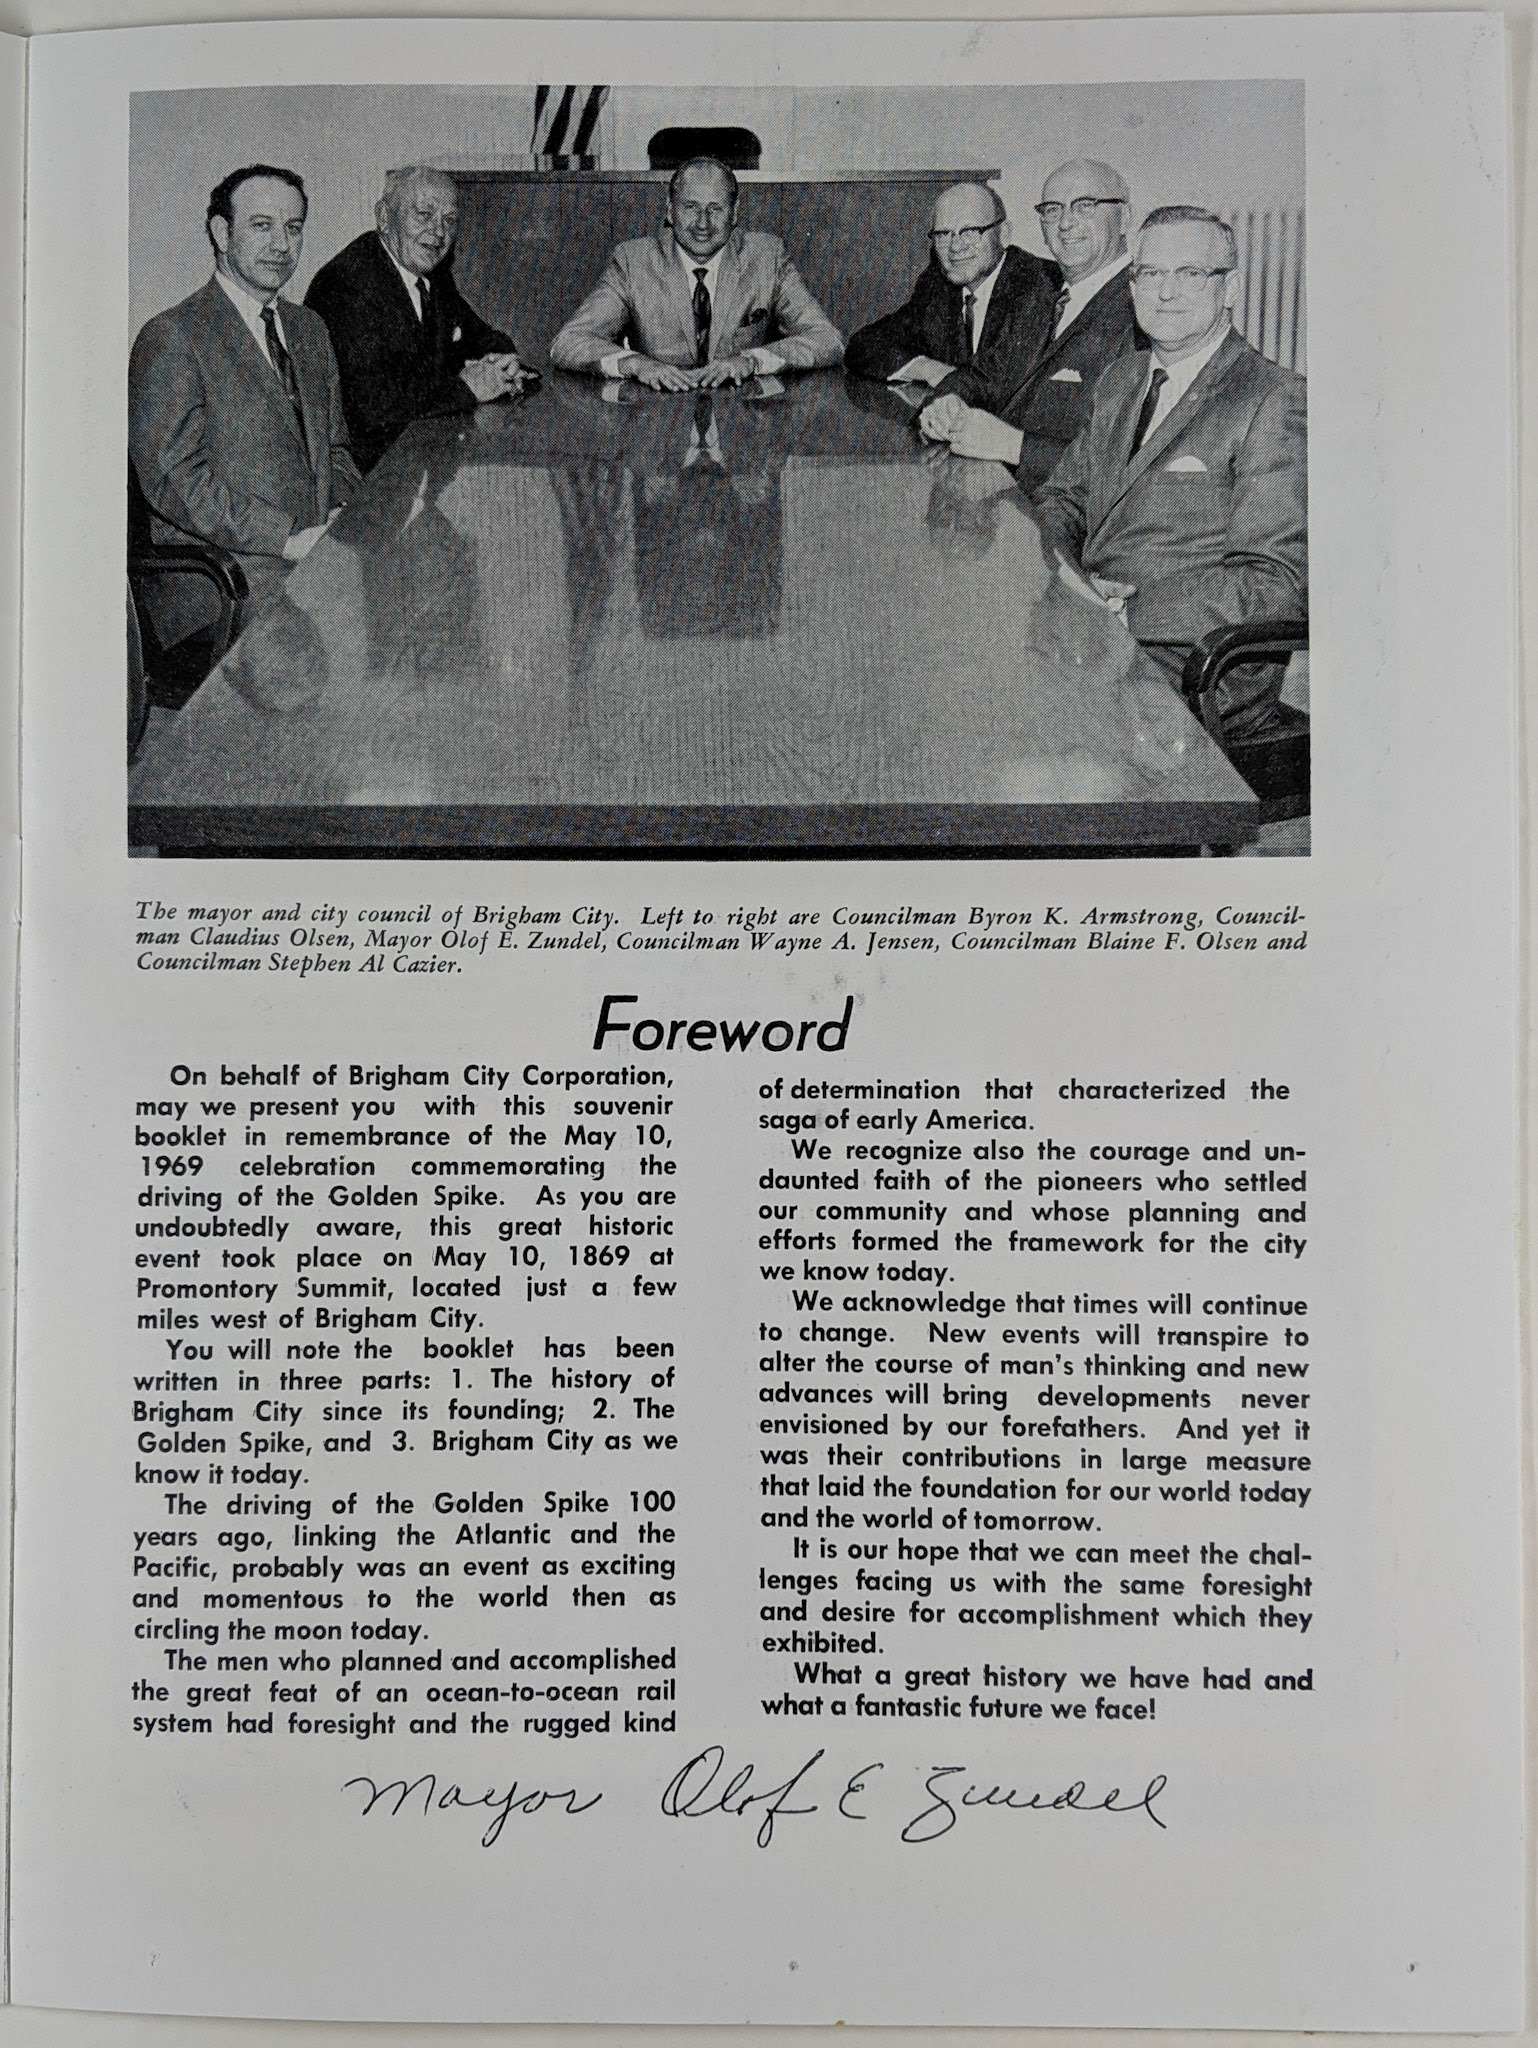 The mayor and city council of Brigham City. Left to right are Councilman Byron K. Armstrong, Council-
man Claudius Olsen, Mayor Olof E. Zundel, Councilman Wayne A. Jensen, Councilman Blaine F. Olsen and
Councilman Stephen Al Cazier.
Foreword
On behalf of Brigham City Corporation,
may we present you with this souvenir
booklet in remembrance of the May 10,
1969 celebration commemorating the
driving of the Golden Spike. As you are
undoubtedly aware, this great historic
event took place on May 10, 1869 at
Promontory Summit, located just a few
miles west of Brigham City.
You will note the booklet has been
written in three parts: 1. The history of
Brigham City since its founding; 2. The
Golden Spike, and 3. Brigham City as we
know it today.
The driving of the Golden Spike 100
years ago, linking the Atlantic and the
Pacific, probably was an event as exciting
and momentous to the world then as
circling the moon today.
The men who planned and accomplished
the great feat of an ocean-to-ocean rail
system had foresight and the rugged kind
of determination that characterized the
saga of early America.
We recognize also the courage and un-
daunted faith of the pioneers who settled
our community and whose planning and
efforts formed the framework for the city
we know today.
We acknowledge that times will continue
to change. New events will transpire to
alter the course of man's thinking and new
advances will bring developments never
envisioned by our forefathers. And yet it
was their contributions in large measure
that laid the foundation for our world today
and the world of tomorrow.
It is our hope that we can meet the chal-
lenges facing us with the same foresight
and desire for accomplishment which they
exhibited.
What a great history we have had and
what a fantastic future we face!
Mayor Olof E Zundel